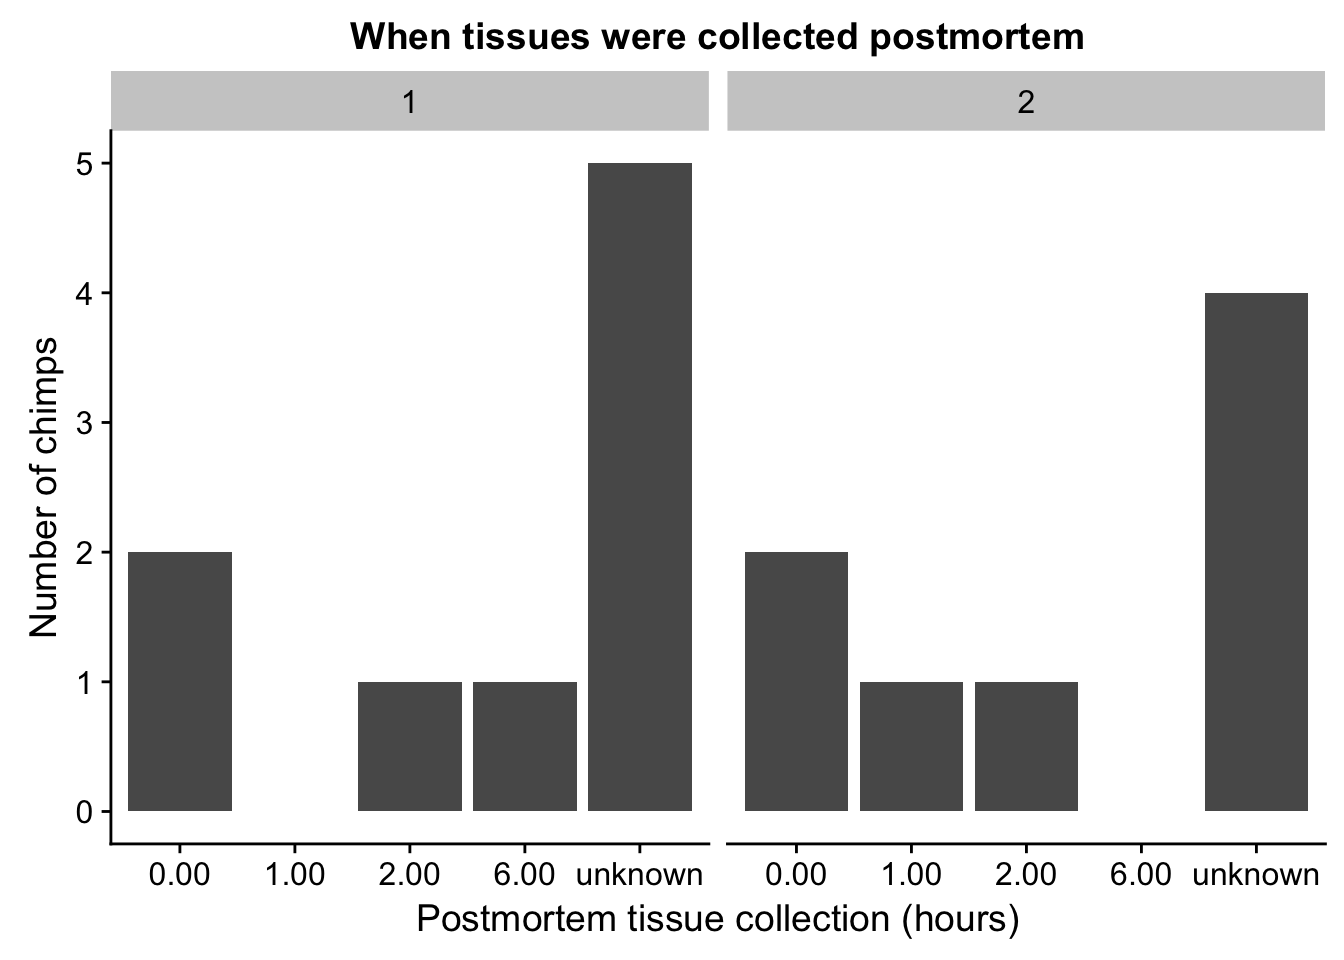 When tissues were collected postmortem
1 2
5
4
3
2
1
0
Number of chimps
0.00 1.00 2.00 6.00 unknown 0.00 1.00 2.00 6.00 unknown
Postmortem tissue collection (hours)